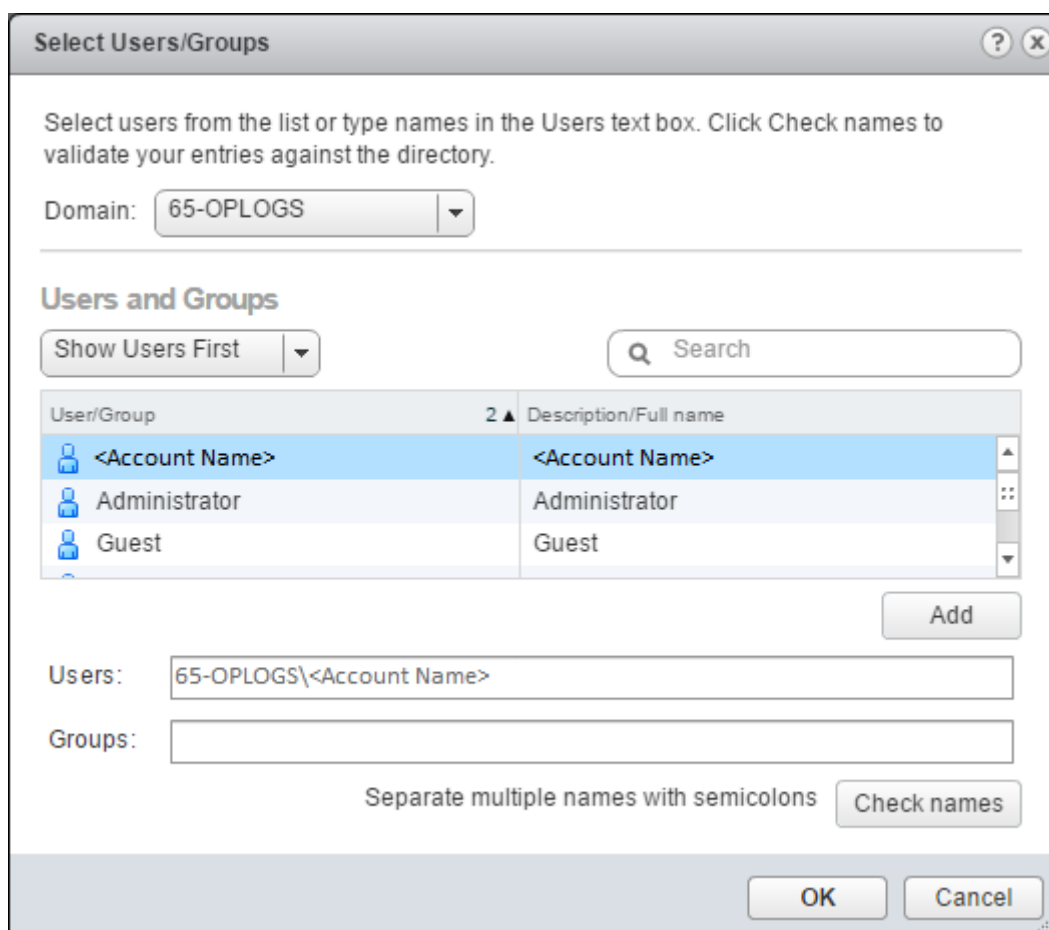 Select Users/Groups ? x
Select users from the list or type names in the Users text box. Click Check names to
validate your entries against the directory.
Domain: 65-OPLOGS
Users and Groups
Show Users First Search
User/Group 2 ▲ Description/Full name
<Account Name> <Account Name>
Administrator Administrator
Guest Guest
Add
Users: 65-OPLOGS\<Account Name>
Groups:
Separate multiple names with semicolons Check names
OK Cancel